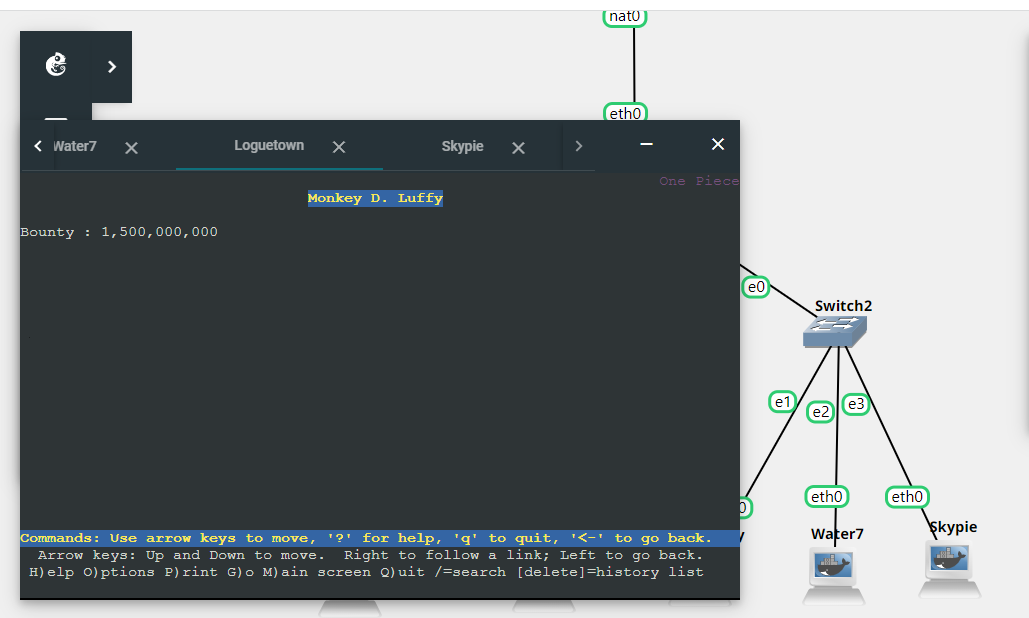 nat0
eth0
Water7
Loguetown
Skypie
One Piece
Monkey D. Luffy
Bounty : 1,500,000,000
Commands: Use arrow keys to move, '?' for help, 'q' to quit, '<-' to go back.
Arrow keys: Up and Down to move. Right to follow a link; Left to go back.
H)elp O)ptions P)rint G)o M)ain screen Q)uit /=search [delete]=history list
e0
Switch2
e1
e2
e3
0
eth0
eth0
y
Water7
Skypie